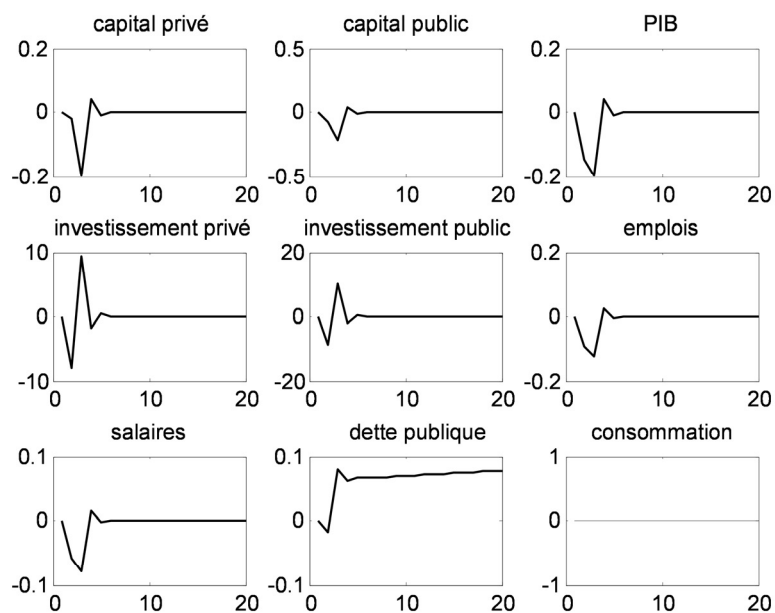 capital privé
capital public
PIB
0.2
0
-0.2
0 10 20
0.5
0
-0.5
0 10 20
0.2
0
-0.2
0 10 20
investissement privé
investissement public
emplois
10
0
-10
0 10 20
20
0
-20
0 10 20
0.2
0
-0.2
0 10 20
salaires
dette publique
consommation
0.1
0
-0.1
0 10 20
0.1
0
-0.1
0 10 20
1
0
-1
0 10 20